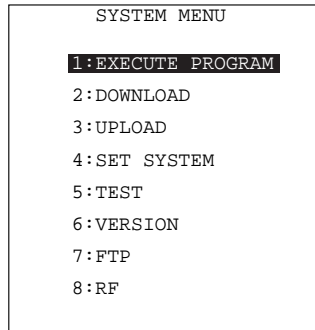 SYSTEM MENU
1:EXECUTE PROGRAM
2:DOWNLOAD
3:UPLOAD
4:SET SYSTEM
5:TEST
6:VERSION
7:FTP
8:RF